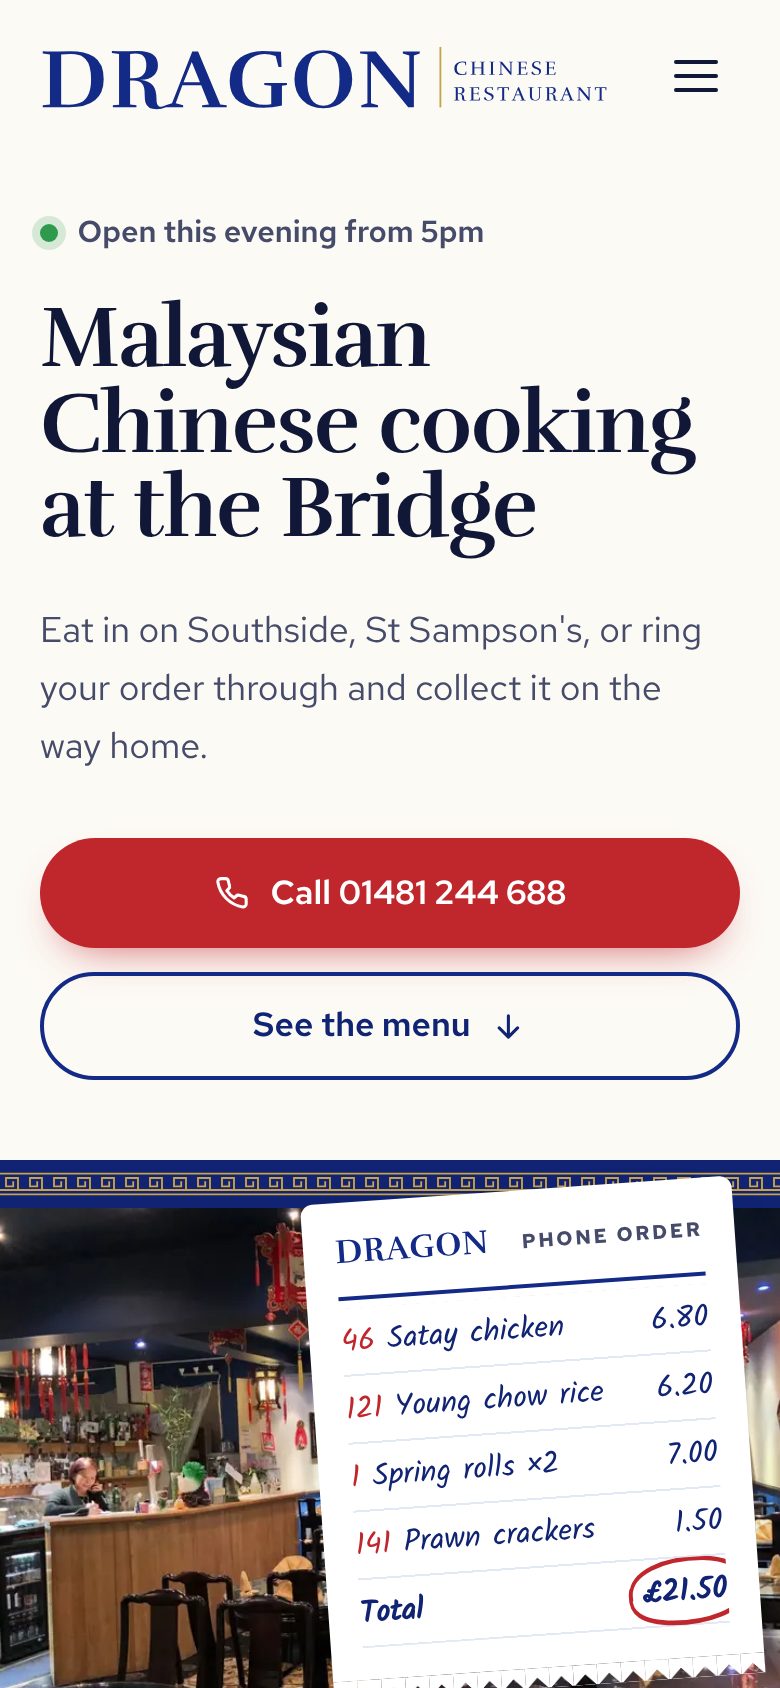 DRAGON
CHINESE
RESTAURANT
Open this evening from 5pm
Malaysian
Chinese cooking
at the Bridge
Eat in on Southside, St Sampson's, or ring
your order through and collect it on the
way home.
Call 01481 244 688
See the menu ↓
DRAGON PHONE ORDER
46 Satay chicken 6.80
121 Young chow rice 6.20
1 Spring rolls ×2 7.00
141 Prawn crackers 1.50
Total £21.50